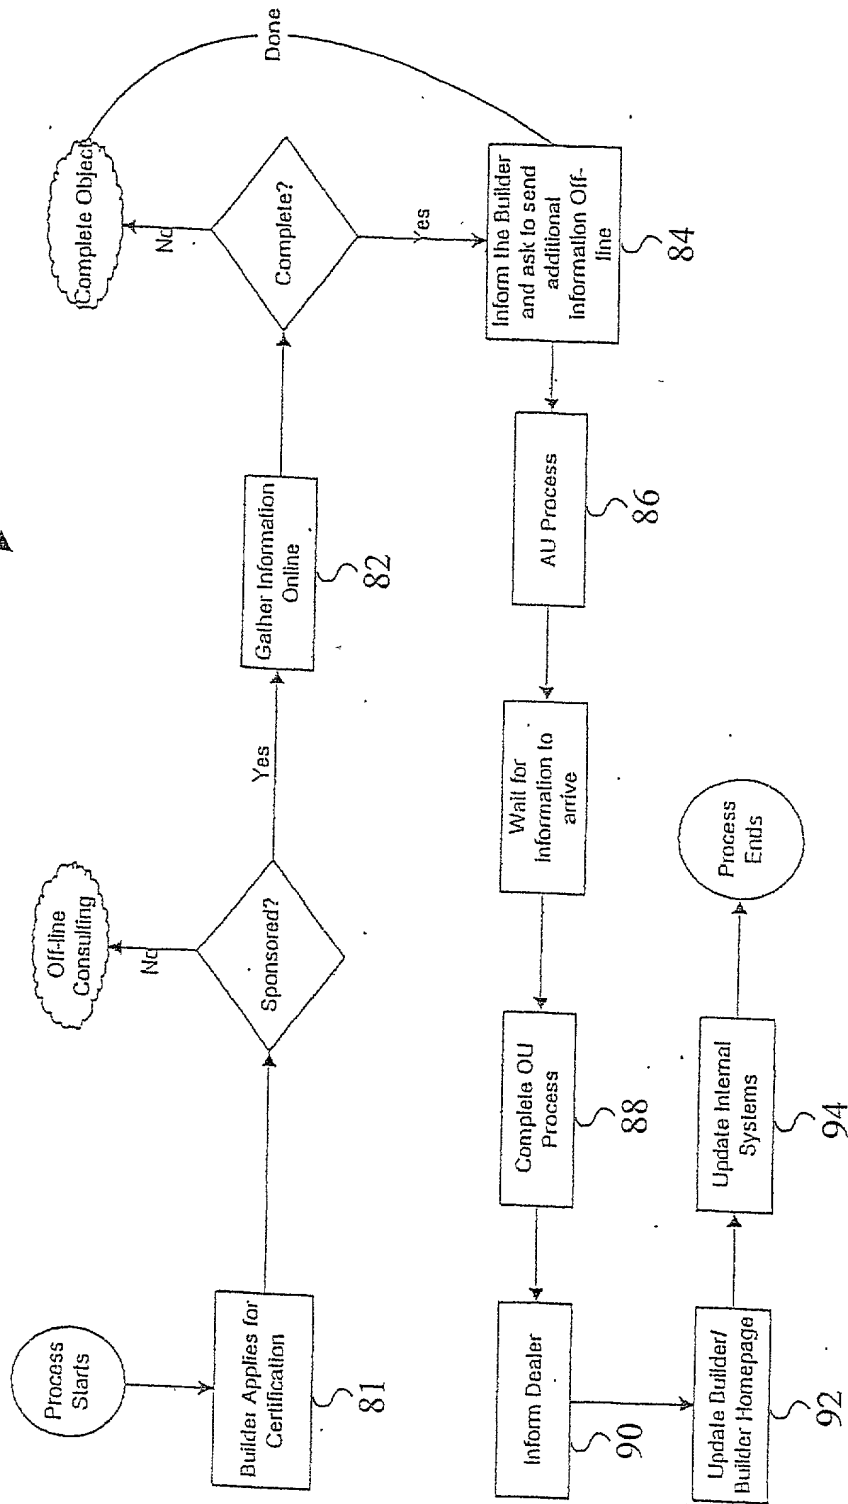 Process
Starts
Builder Applies for
Certification
81
Sponsored?
No
Off-line
Consulting
Yes
Gather Information
Online
82
Complete?
No
Complete Object
Done
Yes
Inform the Builder
and ask to send
additional
Information Off-
line
84
AU Process
86
Wait for
Information to
arrive
Complete OU
Process
88
Inform Dealer
90
Update Builder/
Builder Homepage
92
Update Internal
Systems
94
Process
Ends